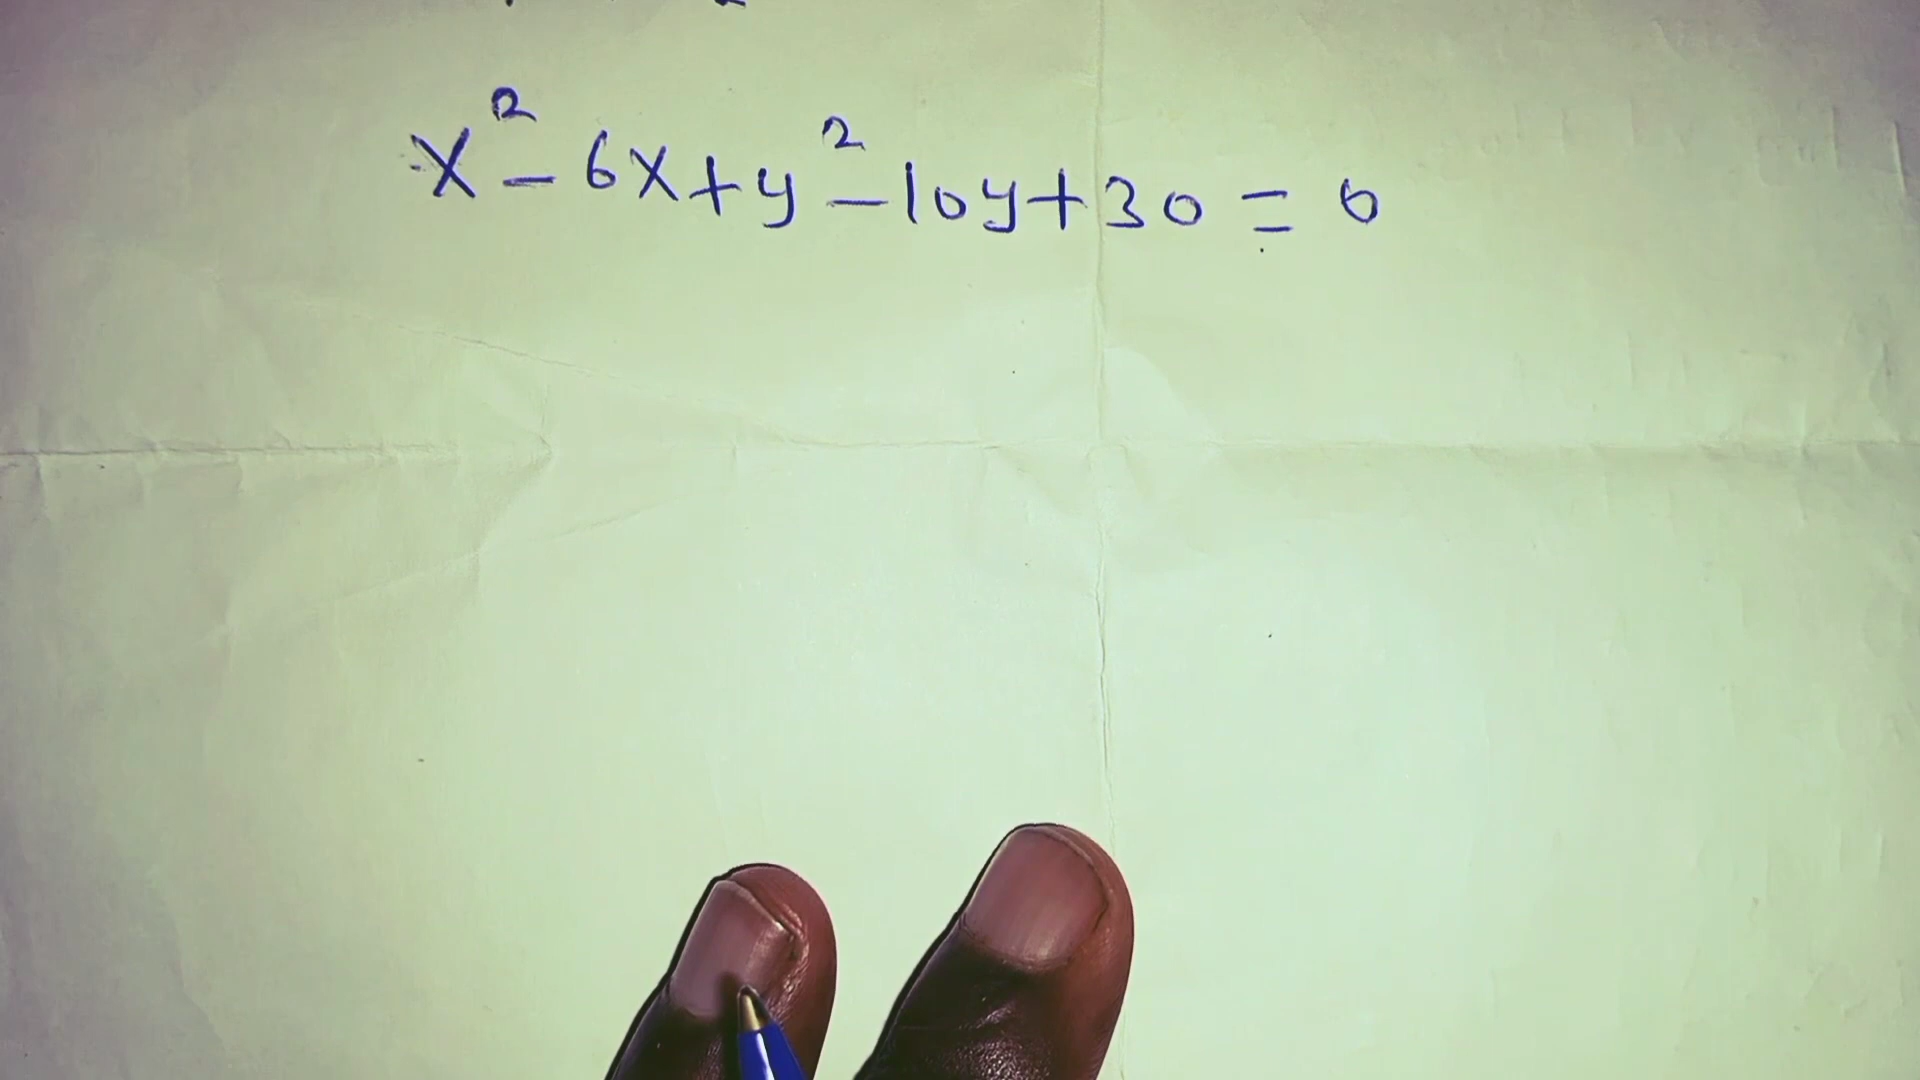 x² - 6x + y² - 10y + 30 = 0